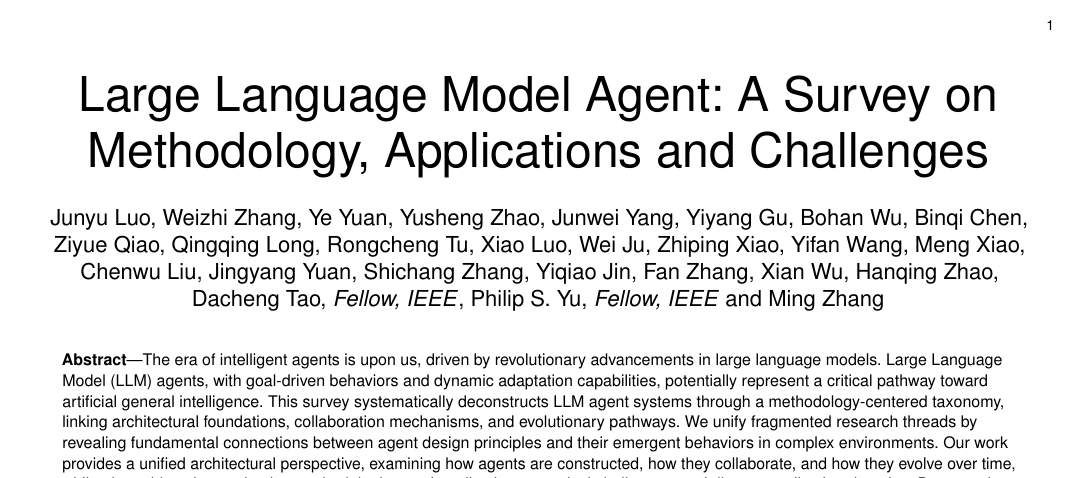 1
Large Language Model Agent: A Survey on
Methodology, Applications and Challenges
Junyu Luo, Weizhi Zhang, Ye Yuan, Yusheng Zhao, Junwei Yang, Yiyang Gu, Bohan Wu, Binqi Chen,
Ziyue Qiao, Qingqing Long, Rongcheng Tu, Xiao Luo, Wei Ju, Zhiping Xiao, Yifan Wang, Meng Xiao,
Chenwu Liu, Jingyang Yuan, Shichang Zhang, Yiqiao Jin, Fan Zhang, Xian Wu, Hanqing Zhao,
Dacheng Tao, Fellow, IEEE, Philip S. Yu, Fellow, IEEE and Ming Zhang
Abstract—The era of intelligent agents is upon us, driven by revolutionary advancements in large language models. Large Language
Model (LLM) agents, with goal-driven behaviors and dynamic adaptation capabilities, potentially represent a critical pathway toward
artificial general intelligence. This survey systematically deconstructs LLM agent systems through a methodology-centered taxonomy,
linking architectural foundations, collaboration mechanisms, and evolutionary pathways. We unify fragmented research threads by
revealing fundamental connections between agent design principles and their emergent behaviors in complex environments. Our work
provides a unified architectural perspective, examining how agents are constructed, how they collaborate, and how they evolve over time,